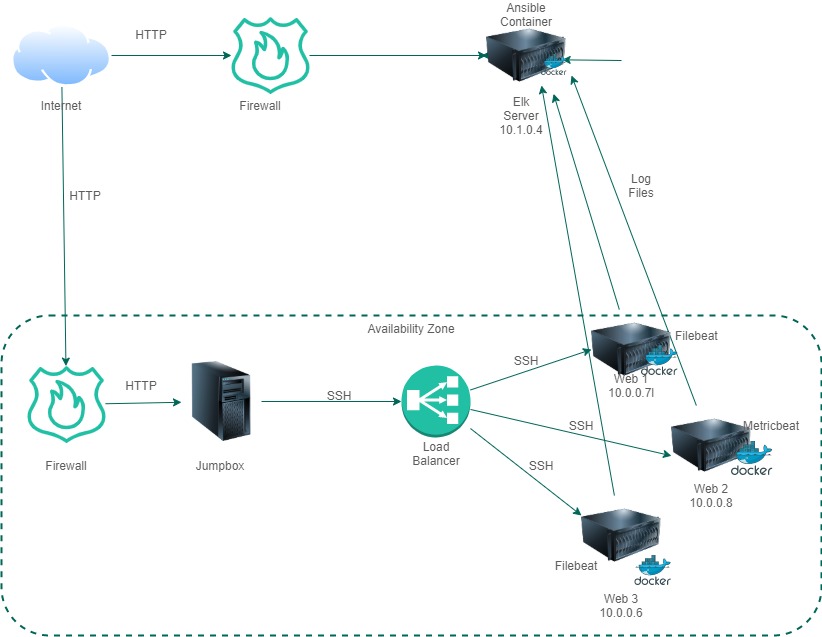 Ansible
Container
HTTP
docker
Internet
Firewall
Elk
Server
10.1.0.4
Log
Files
HTTP
Availability Zone
Filebeat
docker
Web 1
10.0.0.7l
SSH
HTTP
SSH
SSH
Metricbeat
Load
Balancer
Firewall
Jumpbox
SSH
docker
Web 2
10.0.0.8
Filebeat
docker
Web 3
10.0.0.6